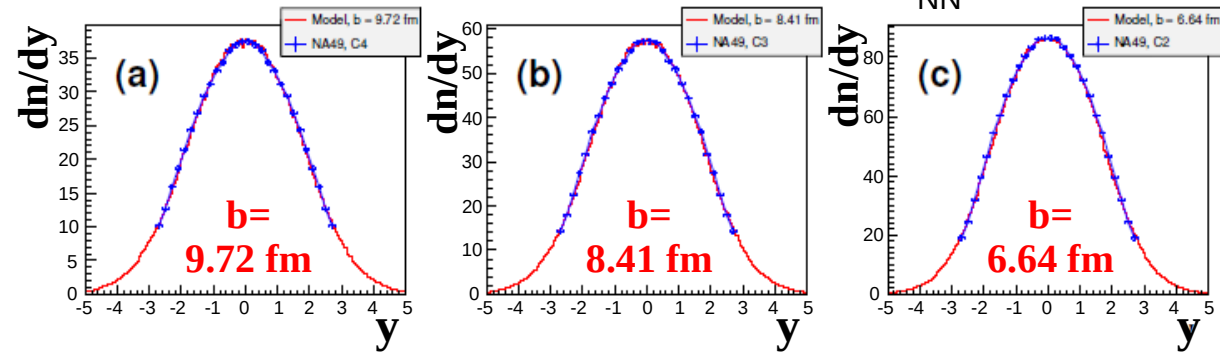 NN
Model, b = 9.72 fm
NA49, C4
(a)
dn/dy
35
30
25
20
15
10
5
0
b=
9.72 fm
-5 -4 -3 -2 -1 0 1 2 3 4 5
y
Model, b = 8.41 fm
NA49, C3
(b)
dn/dy
60
50
40
30
20
10
0
b=
8.41 fm
-5 -4 -3 -2 -1 0 1 2 3 4 5
y
Model, b = 6.64 fm
NA49, C2
(c)
dn/dy
80
60
40
20
0
b=
6.64 fm
-5 -4 -3 -2 -1 0 1 2 3 4 5
y